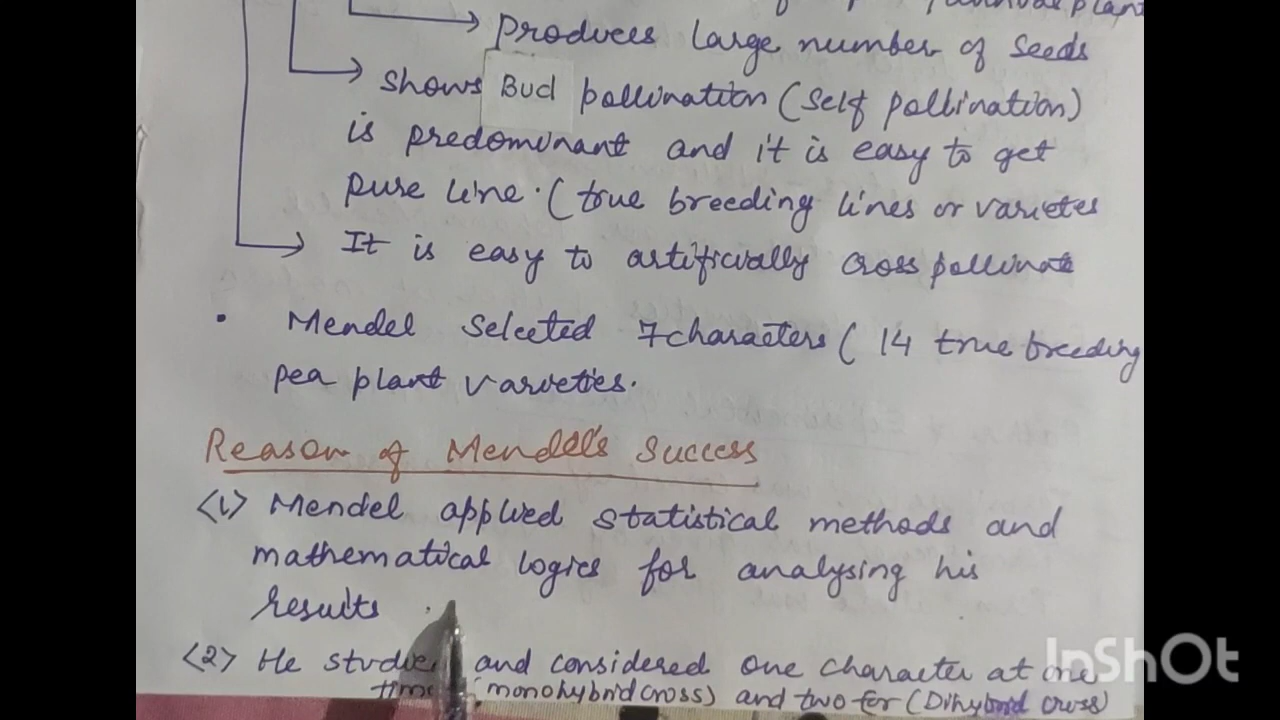 plant
Produces large number of seeds
shows Bud pollination (Self pollination)
is predominant and it is easy to get
pure line. (true breeding lines or varietes
It is easy to artificially cross pollinate
• Mendel selected 7 characters ( 14 true breeding
pea plant varieties.
Reason of Mendel's Success
<1> Mendel applied statistical methods and
mathematical logics for analysing his
results
<2> He studied and considered one character at one
time (monohybrid cross) and two for (Dihybrid cross)
InShOt